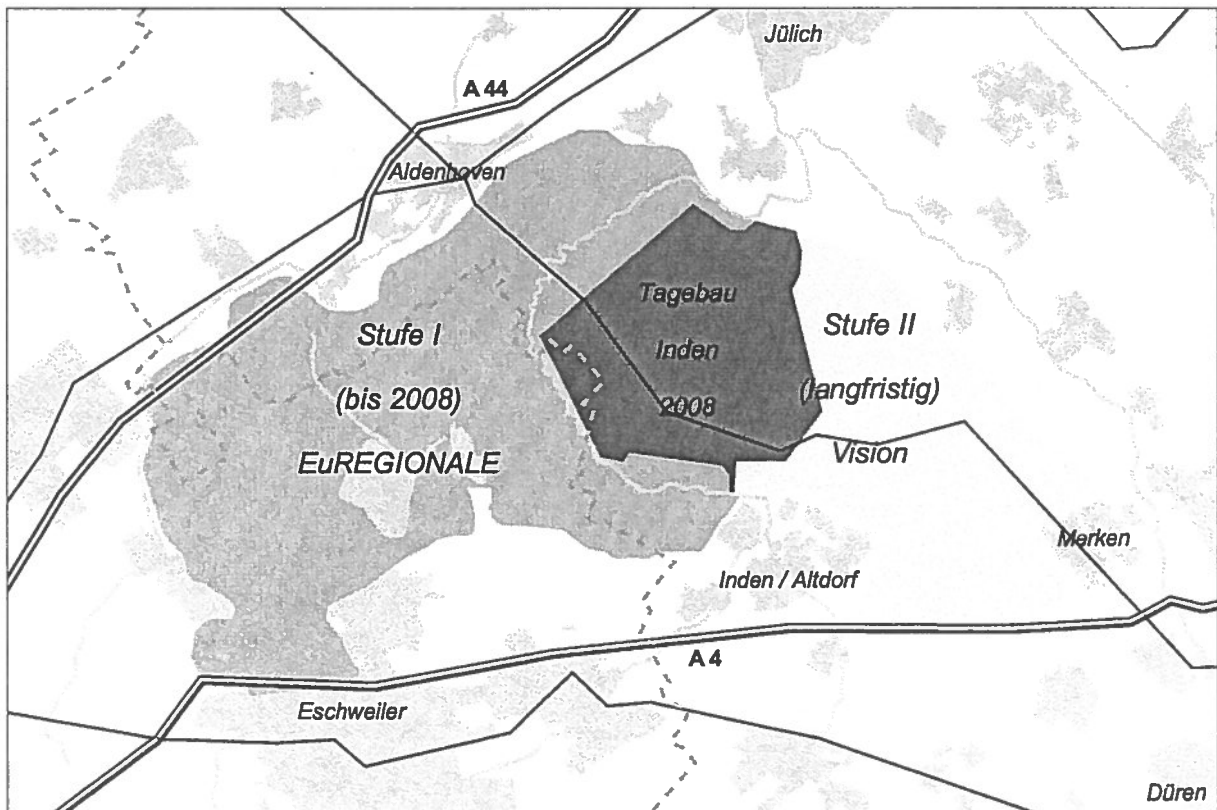 Jülich
A 44
Aldenhoven
Tagebau
Inden
2008
Stufe I
(bis 2008)
EuREGIONALE
Stufe II
(langfristig)
Vision
Merken
Inden / Altdorf
A 4
Eschweiler
Düren